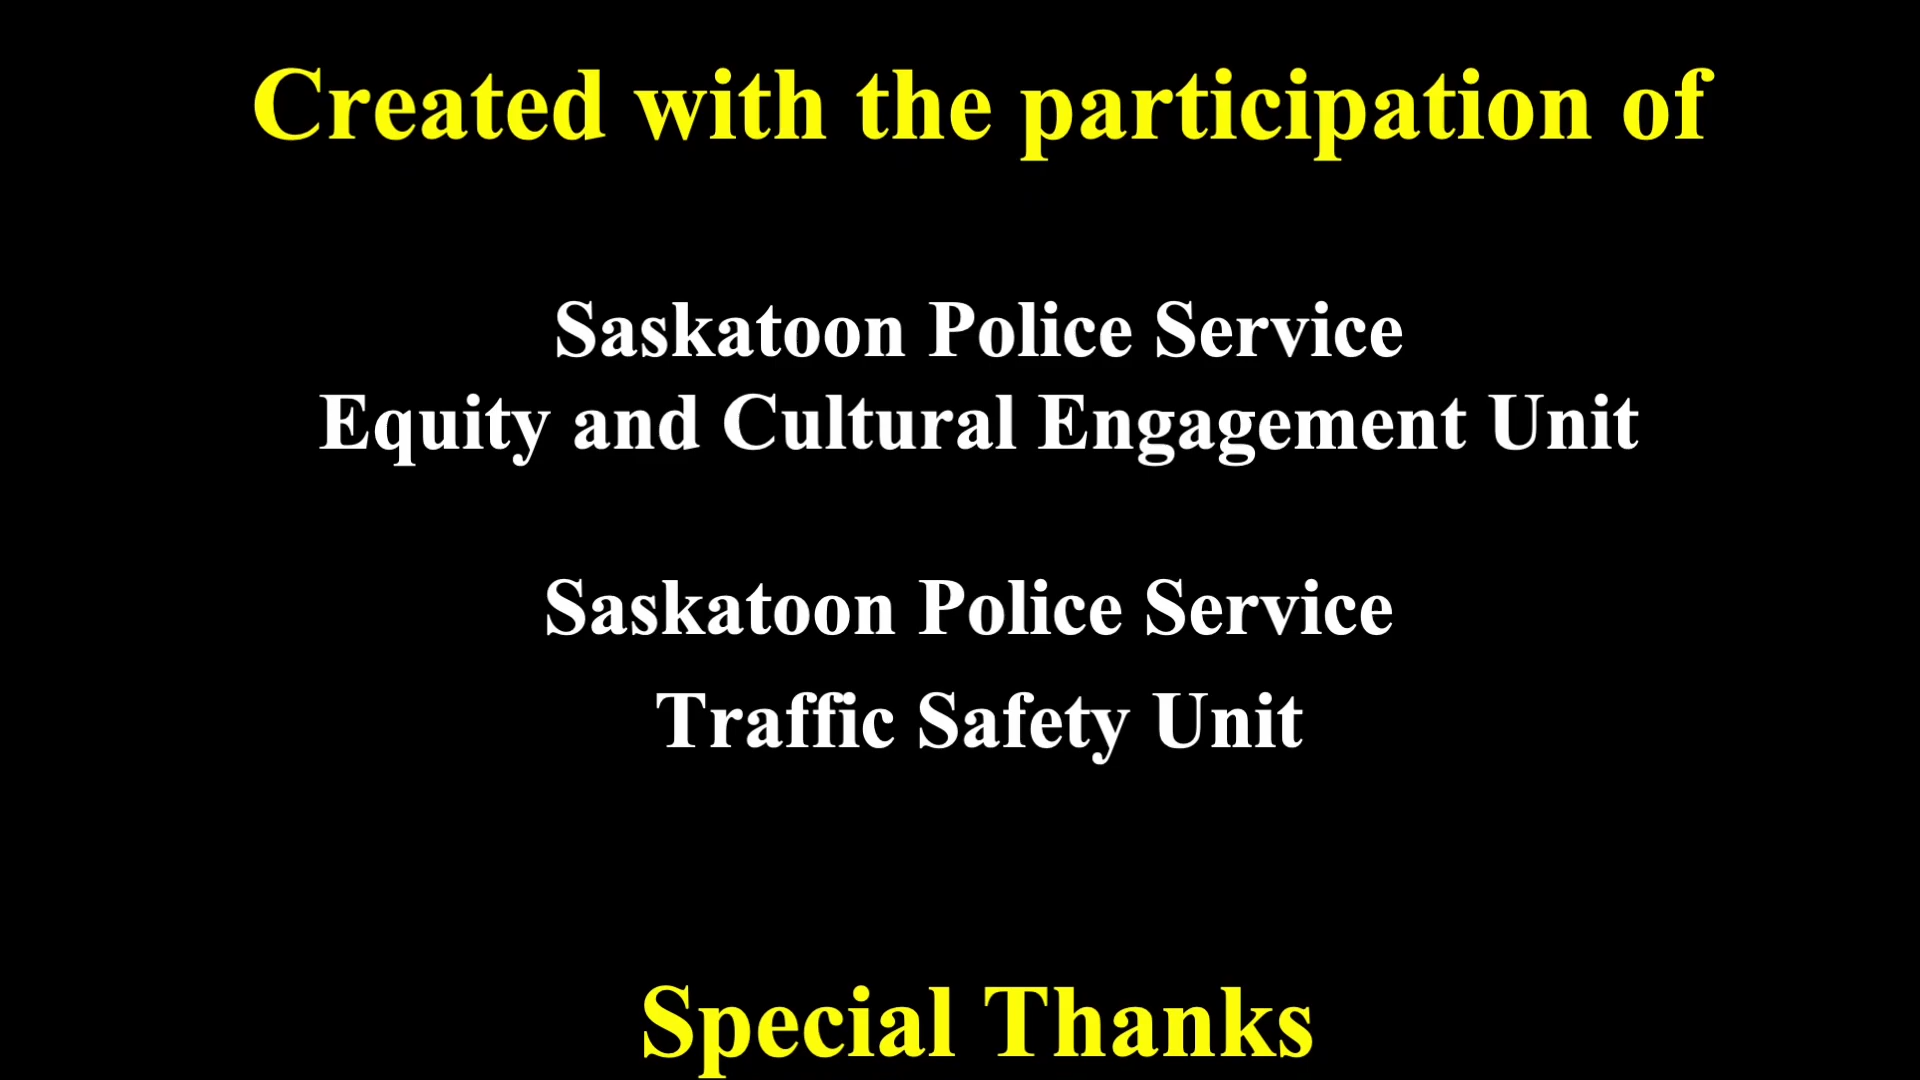 Created with the participation of
Saskatoon Police Service
Equity and Cultural Engagement Unit
Saskatoon Police Service
Traffic Safety Unit
Special Thanks